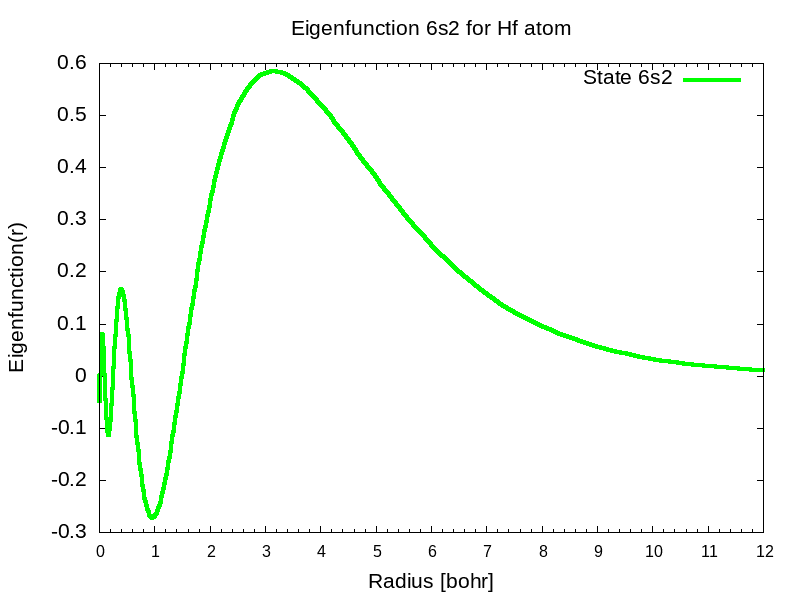 Eigenfunction 6s2 for Hf atom
State 6s2
0.6
0.5
0.4
0.3
0.2
0.1
0
-0.1
-0.2
-0.3
Eigenfunction(r)
0 1 2 3 4 5 6 7 8 9 10 11 12
Radius [bohr]